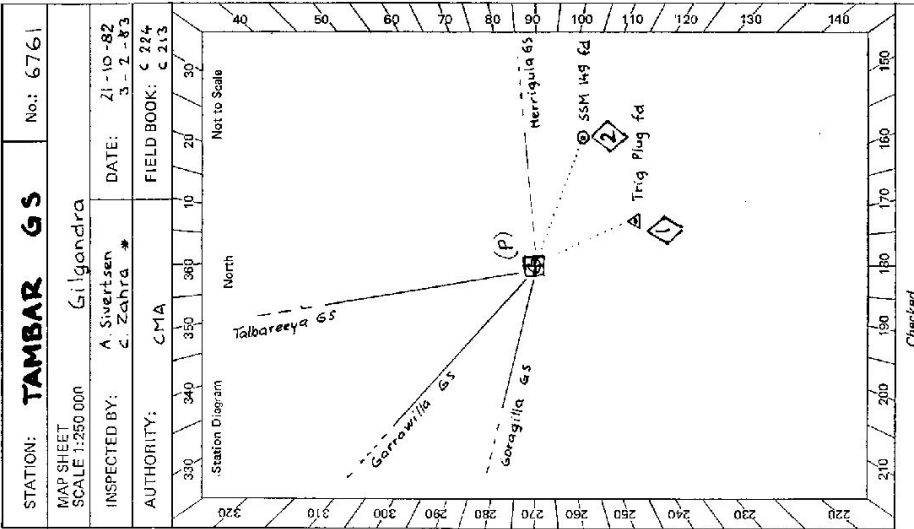 STATION: TAMBAR GS No.: 6761
MAP SHEET
SCALE 1:250 000 Gilgandra
INSPECTED BY: A. Sivertsen DATE: 21-10-82
C. Zahra * 3-2-83
AUTHORITY: CMA FIELD BOOK: C 224
C 213
330 340 350 360 10 20 30
Station Diagram North Not to Scale
320 40
310 50
300 60
290 70
280 80
270 90
260 100
250 110
240 120
230 130
220 140
Talbareeya GS
Garrawilla GS
Goragilla GS
Herrigula GS
(P)
SSM 149 fd
2
Trig Plug fd
1
210 200 190 180 170 160 150
Checked